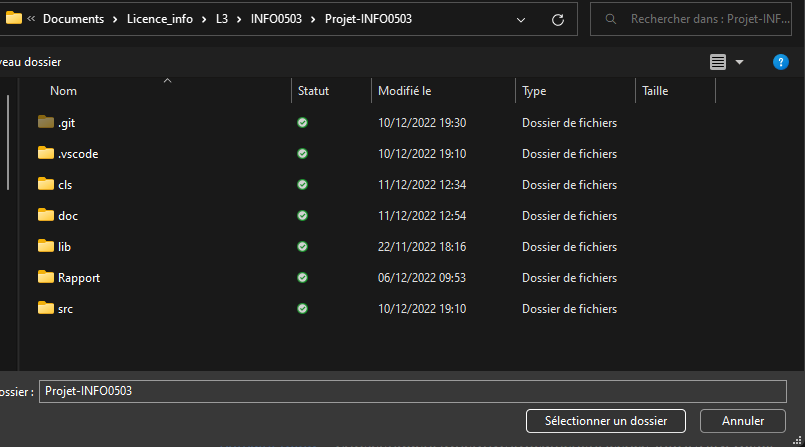 « Documents > Licence_info > L3 > INFO0503 > Projet-INFO0503
Rechercher dans : Projet-INF...
veau dossier
?
Nom Statut Modifié le Type Taille
.git 10/12/2022 19:30 Dossier de fichiers
.vscode 10/12/2022 19:10 Dossier de fichiers
cls 11/12/2022 12:34 Dossier de fichiers
doc 11/12/2022 12:54 Dossier de fichiers
lib 22/11/2022 18:16 Dossier de fichiers
Rapport 06/12/2022 09:53 Dossier de fichiers
src 10/12/2022 19:10 Dossier de fichiers
ossier : Projet-INFO0503
Sélectionner un dossier Annuler